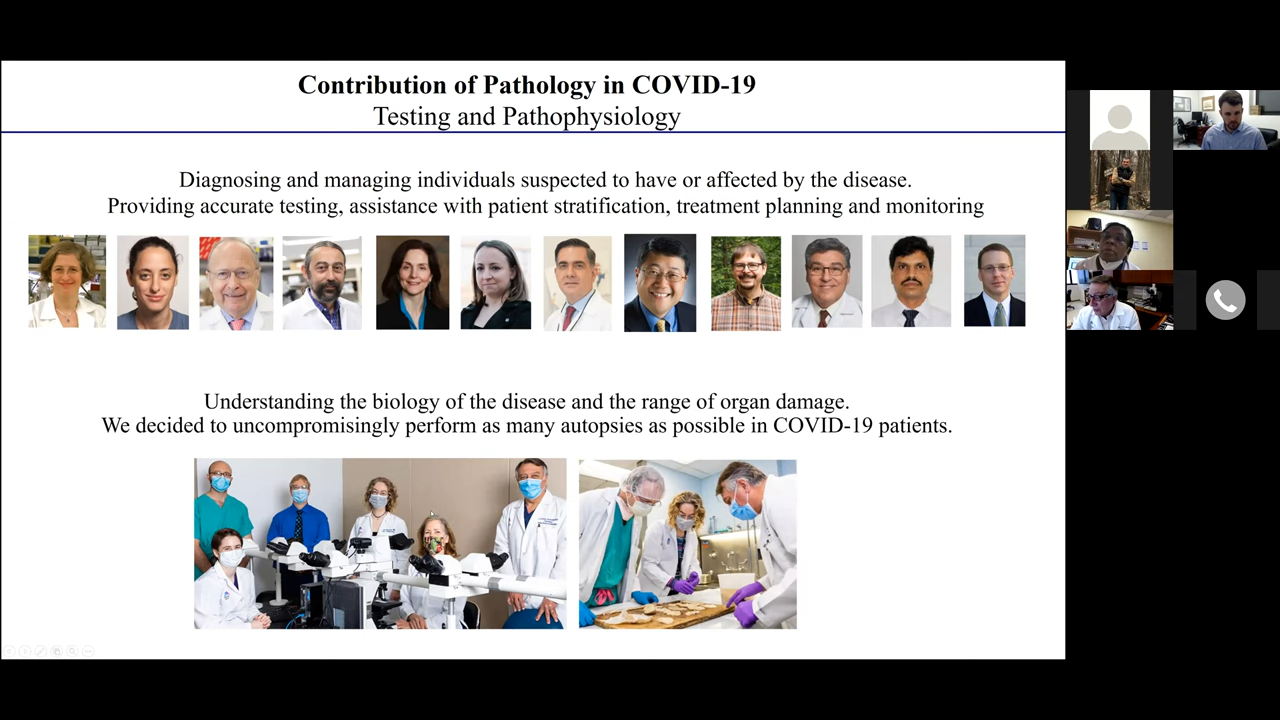 Contribution of Pathology in COVID-19
Testing and Pathophysiology
Diagnosing and managing individuals suspected to have or affected by the disease.
Providing accurate testing, assistance with patient stratification, treatment planning and monitoring
Understanding the biology of the disease and the range of organ damage.
We decided to uncompromisingly perform as many autopsies as possible in COVID-19 patients.